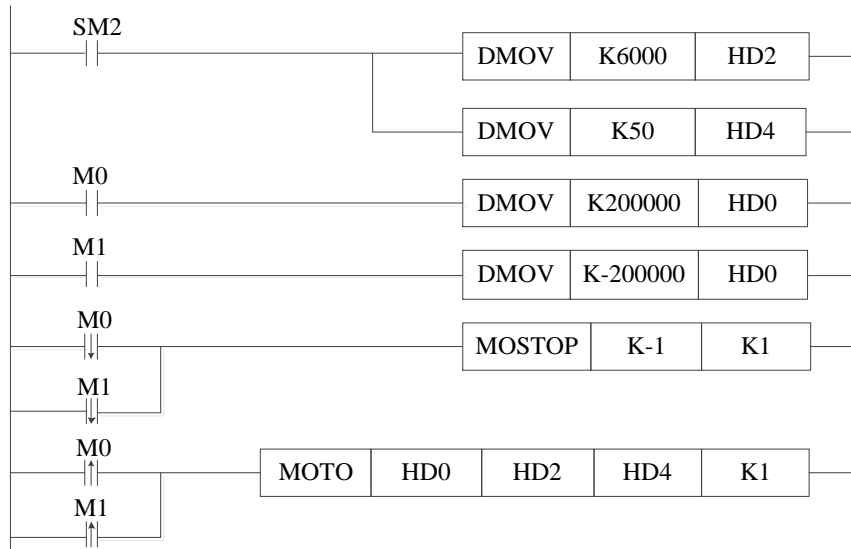 SM2
DMOV K6000 HD2
DMOV K50 HD4
M0
DMOV K200000 HD0
M1
DMOV K-200000 HD0
M0
MOSTOP K-1 K1
M1
M0
MOTO HD0 HD2 HD4 K1
M1